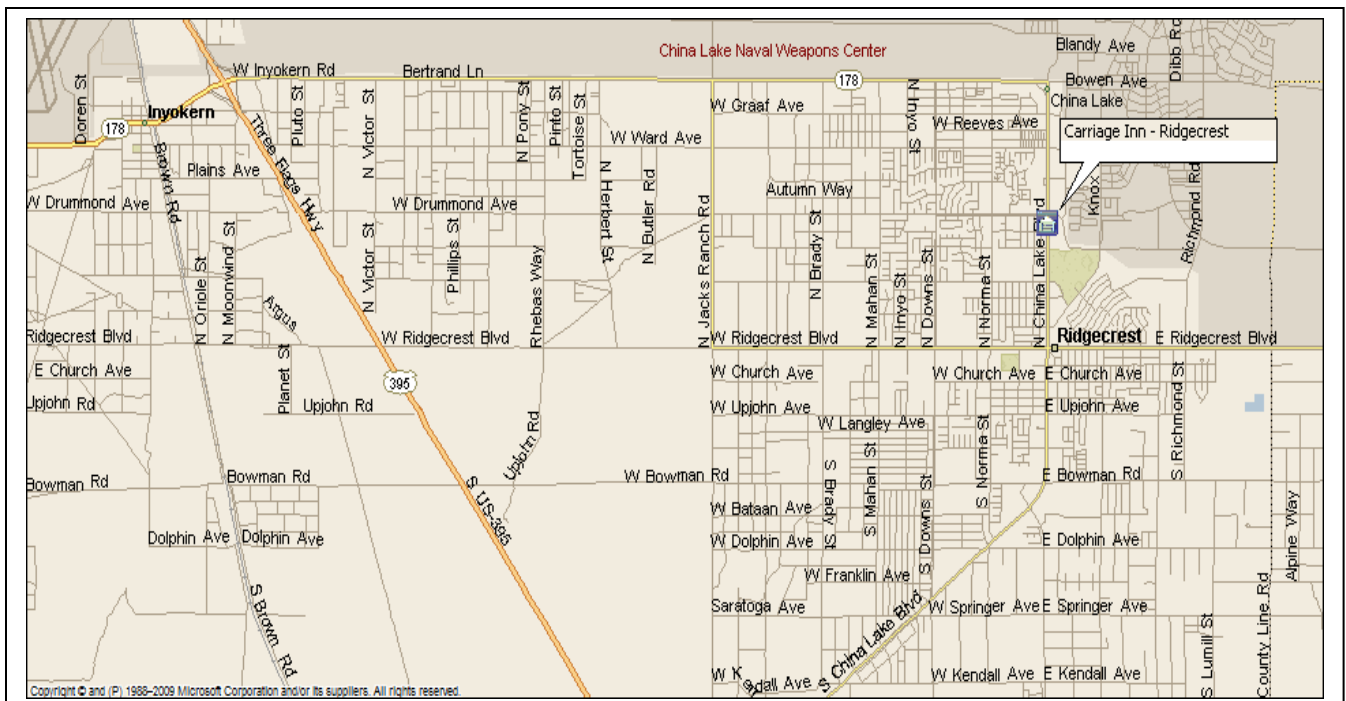 China Lake Naval Weapons Center
Blandy Ave
Dibb Rd
W Inyokern Rd
Bertrand Ln
178
Bowen Ave
Doren St
Inyokern
178
Pluto St
N Victor St
N Pony St
Pinto St
Tortoise St
W Graaf Ave
N Inyo St
China Lake
W Reeves Ave
Carriage Inn - Ridgecrest
Three Flags Hwy
W Ward Ave
Brown Rd
Plains Ave
N Herbert St
N Butler Rd
Autumn Way
Knox
Richmond Rd
W Drummond Ave
W Drummond Ave
N Jacks Ranch Rd
N Brady St
N China Lake Blvd
N Oriole St
N Moonwind St
N Victor St
Phillips St
Rhebas Way
N Mahan St
N Inyo St
N Downs St
N Norma St
Argus
Ridgecrest Blvd
W Ridgecrest Blvd
W Ridgecrest Blvd
Ridgecrest
E Ridgecrest Blvd
E Church Ave
Planet St
395
W Church Ave
W Church Ave
E Church Ave
S Richmond St
Upjohn Rd
Upjohn Rd
Upjohn Rd
W Upjohn Ave
E Upjohn Ave
W Langley Ave
S Norma St
Bowman Rd
Bowman Rd
W Bowman Rd
E Bowman Rd
S Brady St
S Mahan St
S Downs St
S US-395
W Bataan Ave
Alpine Way
Dolphin Ave
Dolphin Ave
W Dolphin Ave
E Dolphin Ave
W Franklin Ave
S Brown Rd
Saratoga Ave
S China Lake Blvd
W Springer Ave
E Springer Ave
S Lumill St
County Line Rd
W Kendall Ave
W Kendall Ave
E Kendall Ave
Copyright © and (P) 1988–2009 Microsoft Corporation and/or its suppliers. All rights reserved.